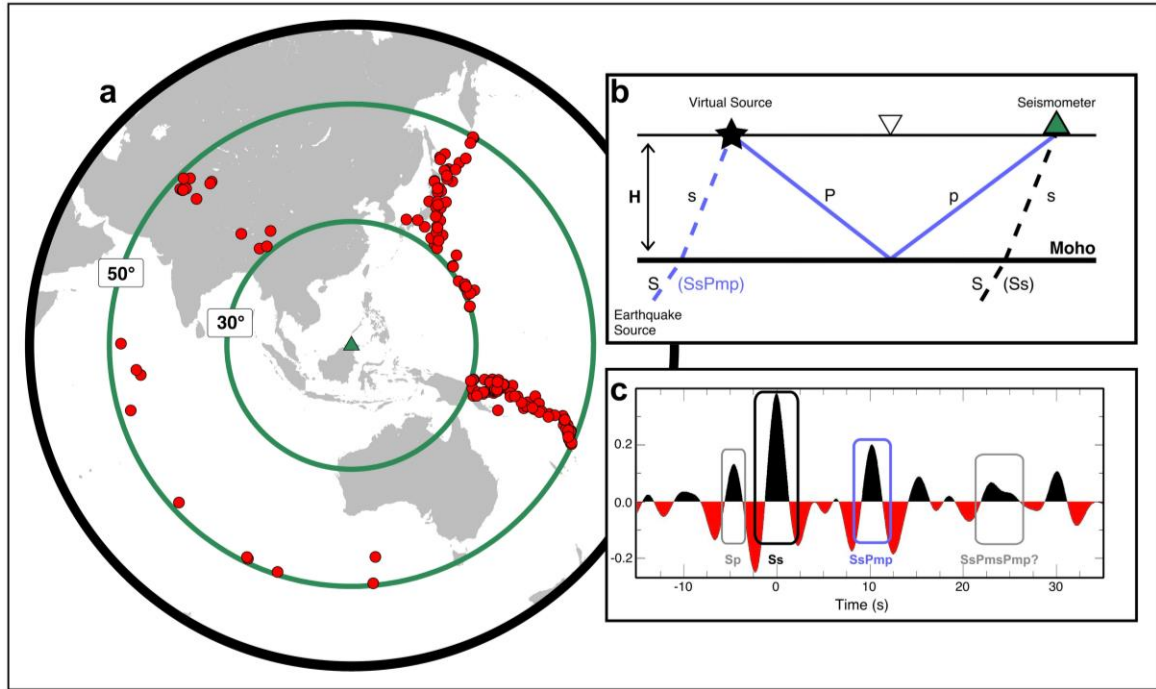 a
50°
30°
b
Virtual Source
Seismometer
H
s
P
p
s
Moho
S
(SsPmp)
S
(Ss)
Earthquake
Source
c
0.2
0.0
-0.2
Sp
Ss
SsPmp
SsPmsPmp?
-10
0
10
20
30
Time (s)